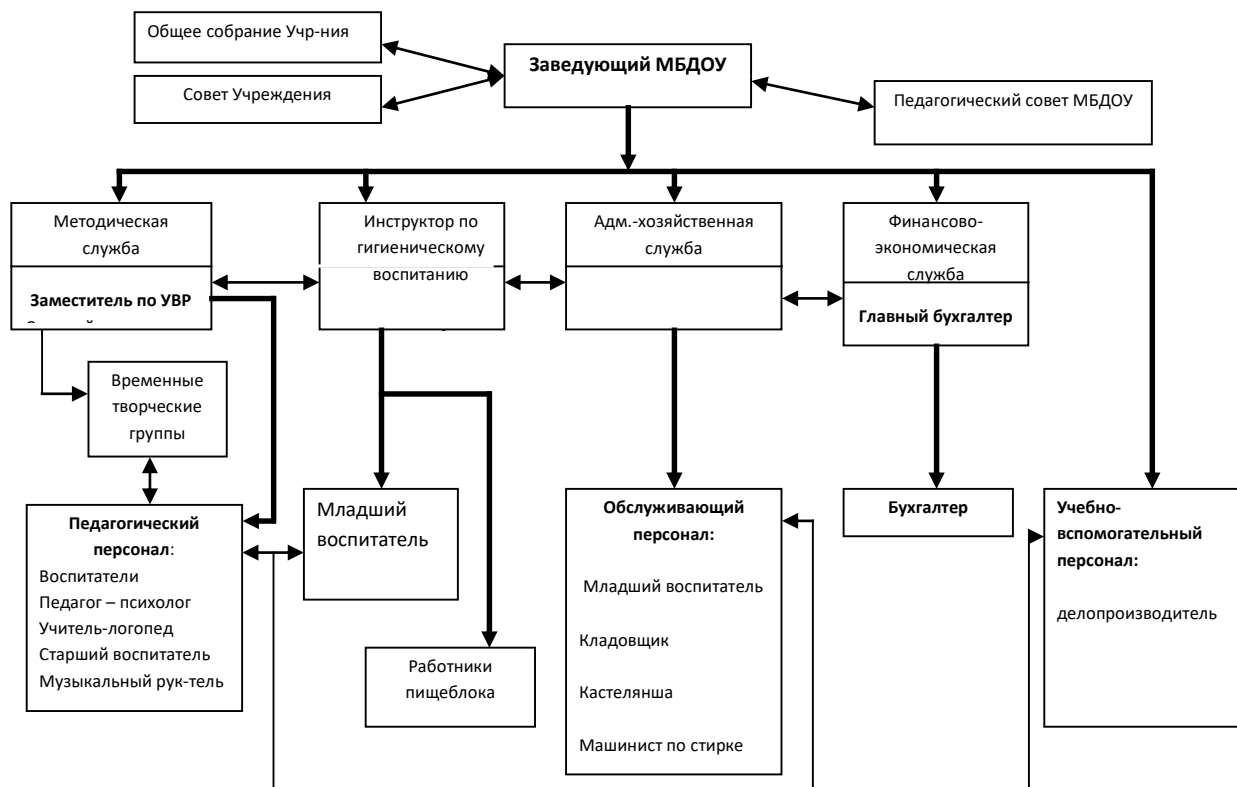 Общее собрание Учр-ния
Заведующий МБДОУ
Совет Учреждения
Педагогический совет МБДОУ
Методическая
служба
Заместитель по УВР
Инструктор по
гигиеническому
воспитанию
Адм.-хозяйственная
служба
Финансово-
экономическая
служба
Главный бухгалтер
Временные
творческие
группы
Педагогический
персонал:
Воспитатели
Педагог – психолог
Учитель-логопед
Старший воспитатель
Музыкальный рук-тель
Младший
воспитатель
Работники
пищеблока
Обслуживающий
персонал:
Младший воспитатель
Кладовщик
Кастелянша
Машинист по стирке
Бухгалтер
Учебно-
вспомогательный
персонал:
делопроизводитель